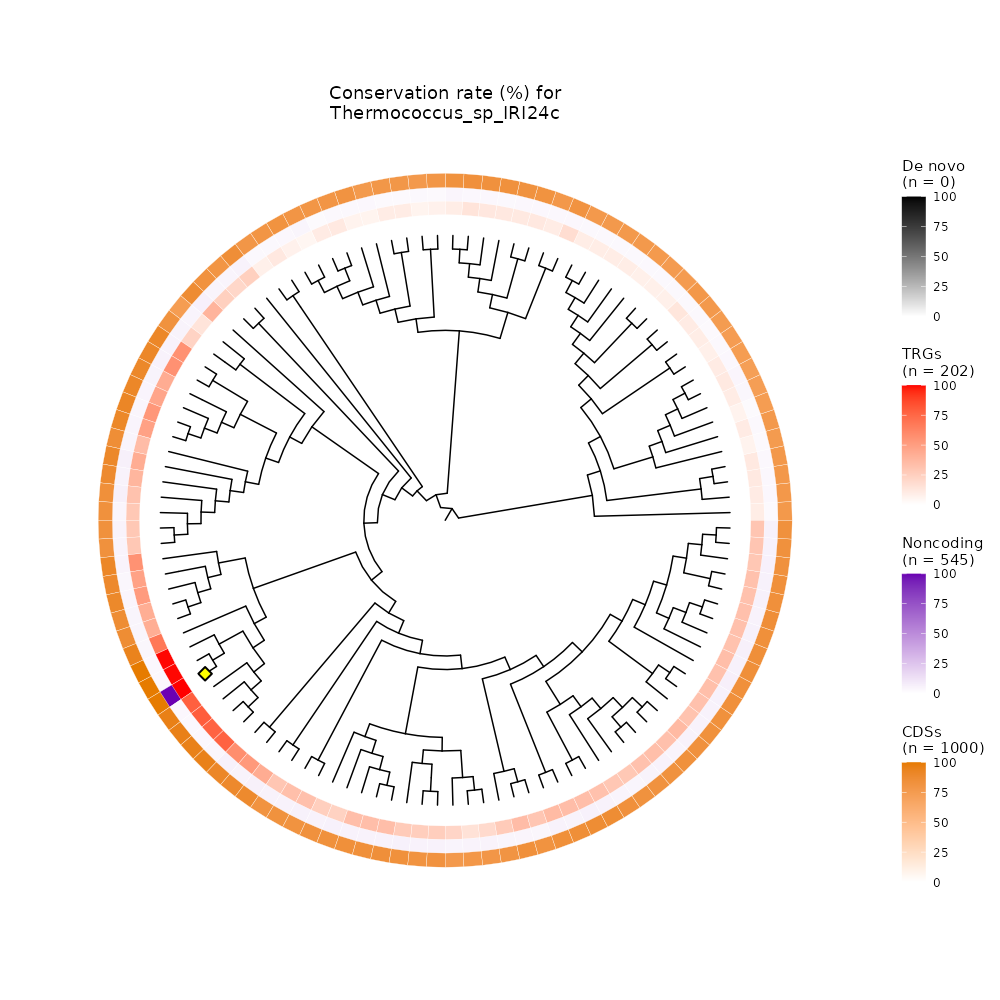 Conservation rate (%) for
Thermococcus_sp_IRI24c
De novo
(n = 0)
100
75
50
25
0
TRGs
(n = 202)
100
75
50
25
0
Noncoding
(n = 545)
100
75
50
25
0
CDSs
(n = 1000)
100
75
50
25
0